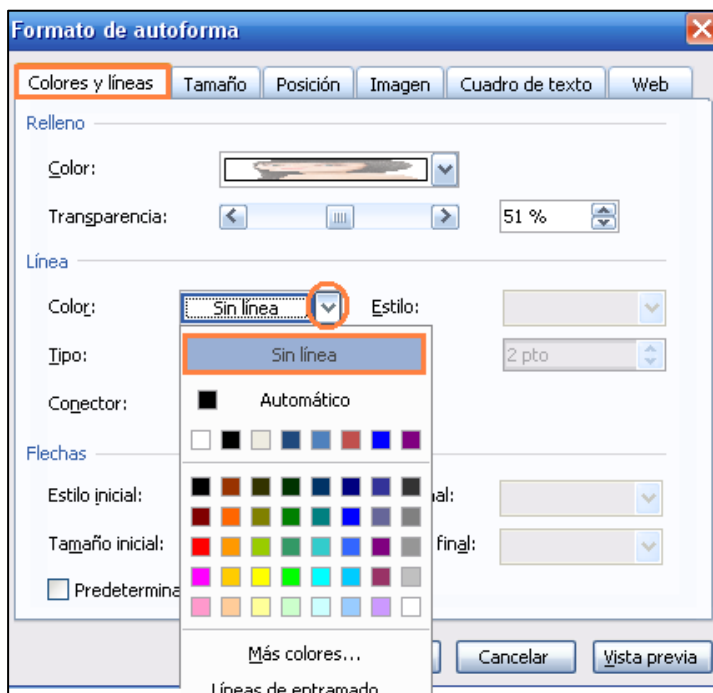 Formato de autoforma
Colores y líneas Tamaño Posición Imagen Cuadro de texto Web
Relleno
Color:
Transparencia: 51 %
Línea
Color: Sin línea Estilo:
Sin línea
Tipo: 2 pto
Automático
Conector:
Flechas
Estilo inicial: al:
Tamaño inicial: final:
Predetermina
Más colores...
Cancelar Vista previa
Líneas de entramado